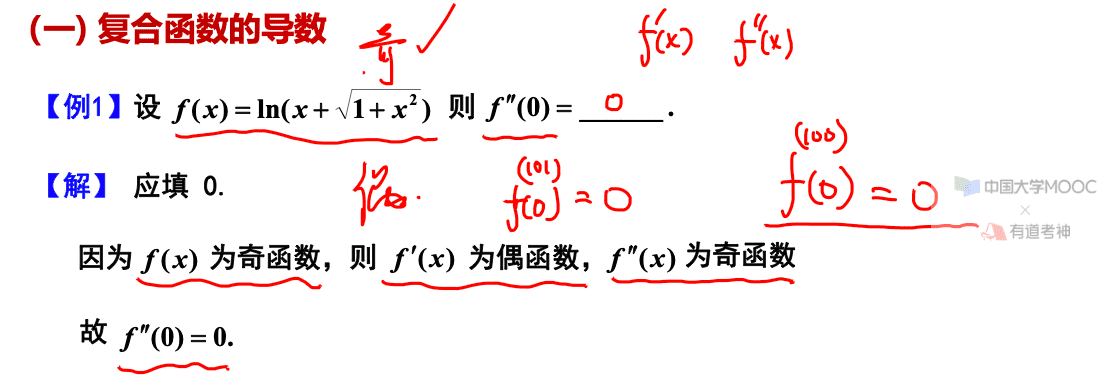 (一) 复合函数的导数
奇
f′(x) f″(x)
【例1】设 f(x)=ln(x+√1+x²) 则 f″(0)= 0 .
(100)
f(0) = 0
【解】 应填 0.
(101)
f(0) = 0
中国大学MOOC
×
有道考神
因为 f(x) 为奇函数，则 f′(x) 为偶函数，f″(x) 为奇函数
故 f″(0)=0.